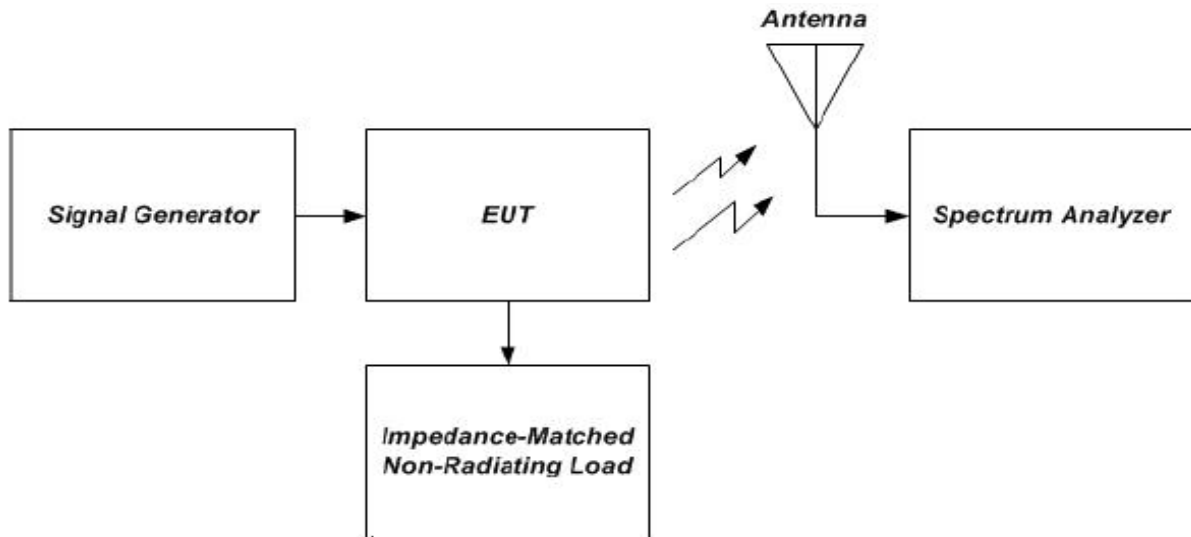 Antenna
Signal Generator
EUT
Spectrum Analyzer
Impedance-Matched
Non-Radiating Load